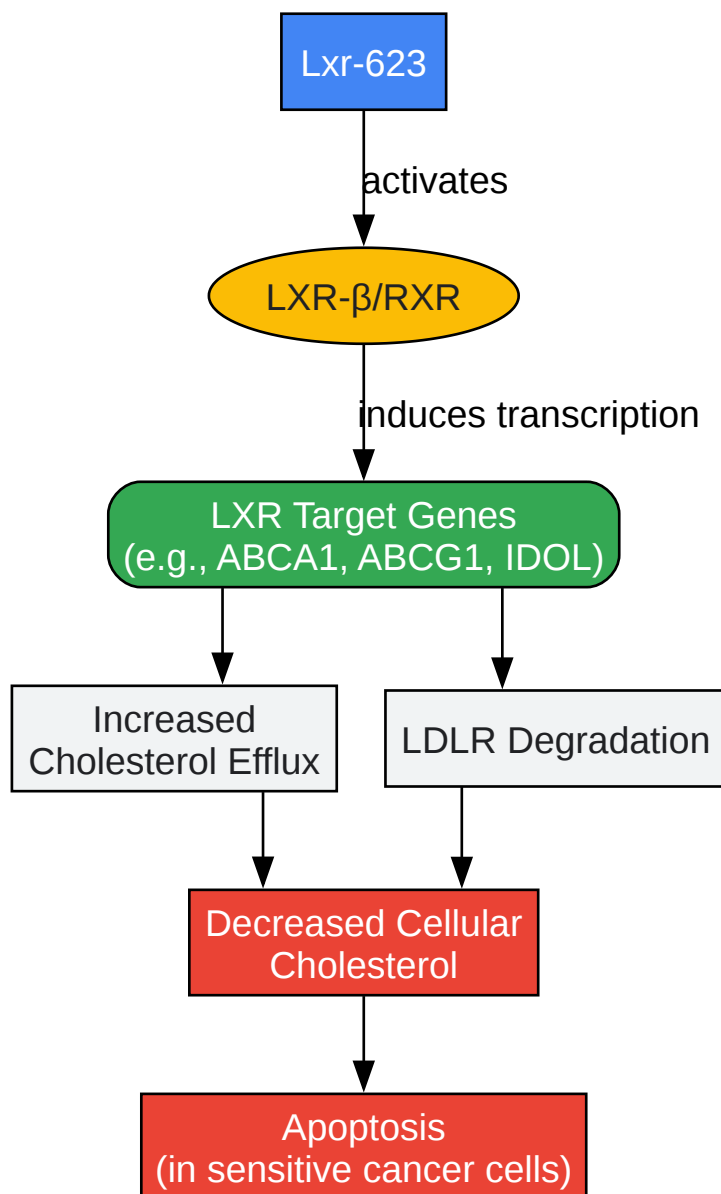 Lxr-623
activates
LXR-β/RXR
induces transcription
LXR Target Genes
(e.g., ABCA1, ABCG1, IDOL)
Increased
Cholesterol Efflux
LDLR Degradation
Decreased Cellular
Cholesterol
Apoptosis
(in sensitive cancer cells)